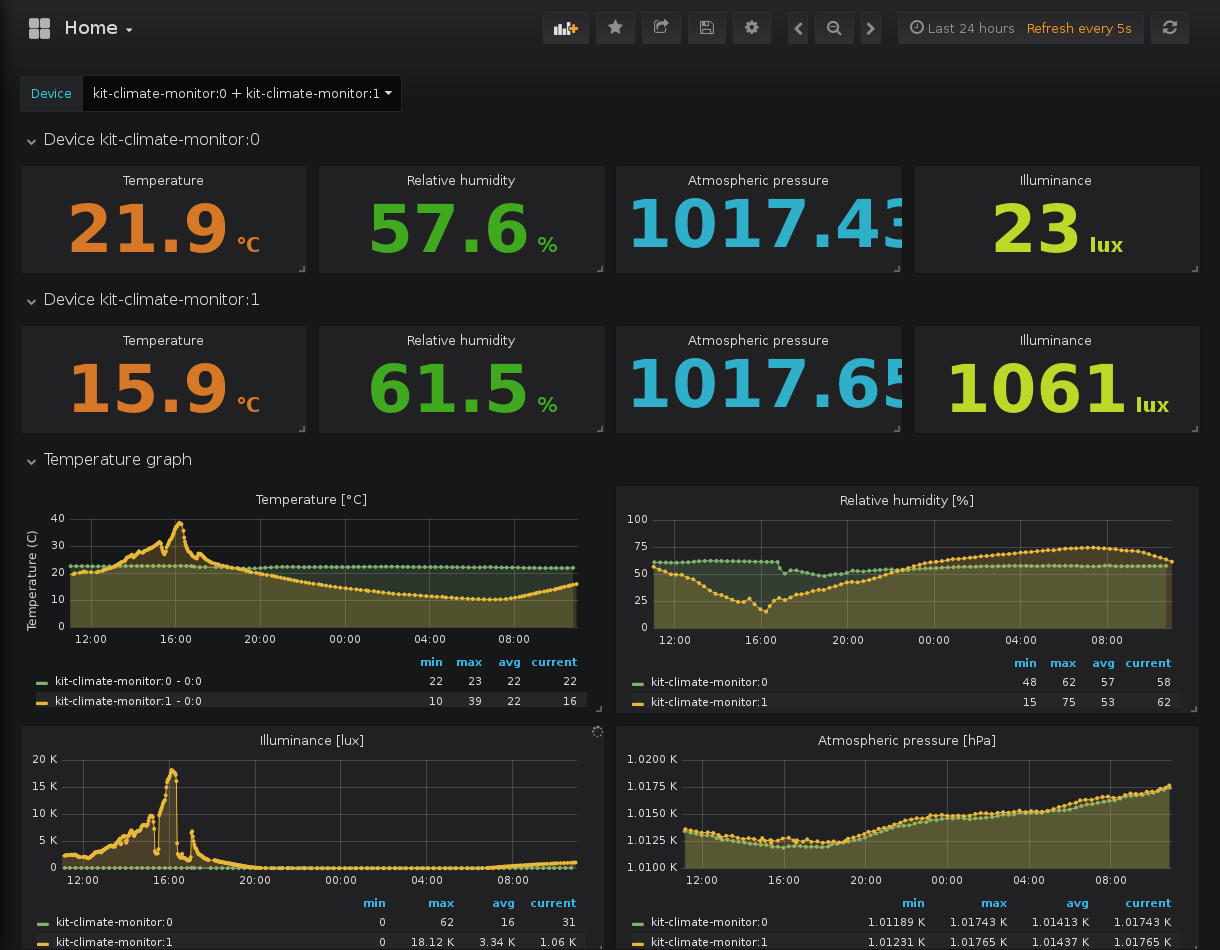 Home
Last 24 hours Refresh every 5s
Device kit-climate-monitor:0 + kit-climate-monitor:1
Device kit-climate-monitor:0
Temperature Relative humidity Atmospheric pressure Illuminance
21.9 °C 57.6 % 1017.43 23 lux
Device kit-climate-monitor:1
Temperature Relative humidity Atmospheric pressure Illuminance
15.9 °C 61.5 % 1017.65 1061 lux
Temperature graph
Temperature [°C]
Temperature (C)
40
30
20
10
0
12:00 16:00 20:00 00:00 04:00 08:00
min max avg current
kit-climate-monitor:0 - 0:0 22 23 22 22
kit-climate-monitor:1 - 0:0 10 39 22 16
Relative humidity [%]
100
75
50
25
0
12:00 16:00 20:00 00:00 04:00 08:00
min max avg current
kit-climate-monitor:0 48 62 57 58
kit-climate-monitor:1 15 75 53 62
Illuminance [lux]
20 K
15 K
10 K
5 K
0
12:00 16:00 20:00 00:00 04:00 08:00
min max avg current
kit-climate-monitor:0 0 62 16 31
kit-climate-monitor:1 0 18.12 K 3.34 K 1.06 K
Atmospheric pressure [hPa]
1.0200 K
1.0175 K
1.0150 K
1.0125 K
1.0100 K
12:00 16:00 20:00 00:00 04:00 08:00
min max avg current
kit-climate-monitor:0 1.01189 K 1.01743 K 1.01413 K 1.01743 K
kit-climate-monitor:1 1.01231 K 1.01765 K 1.01437 K 1.01765 K